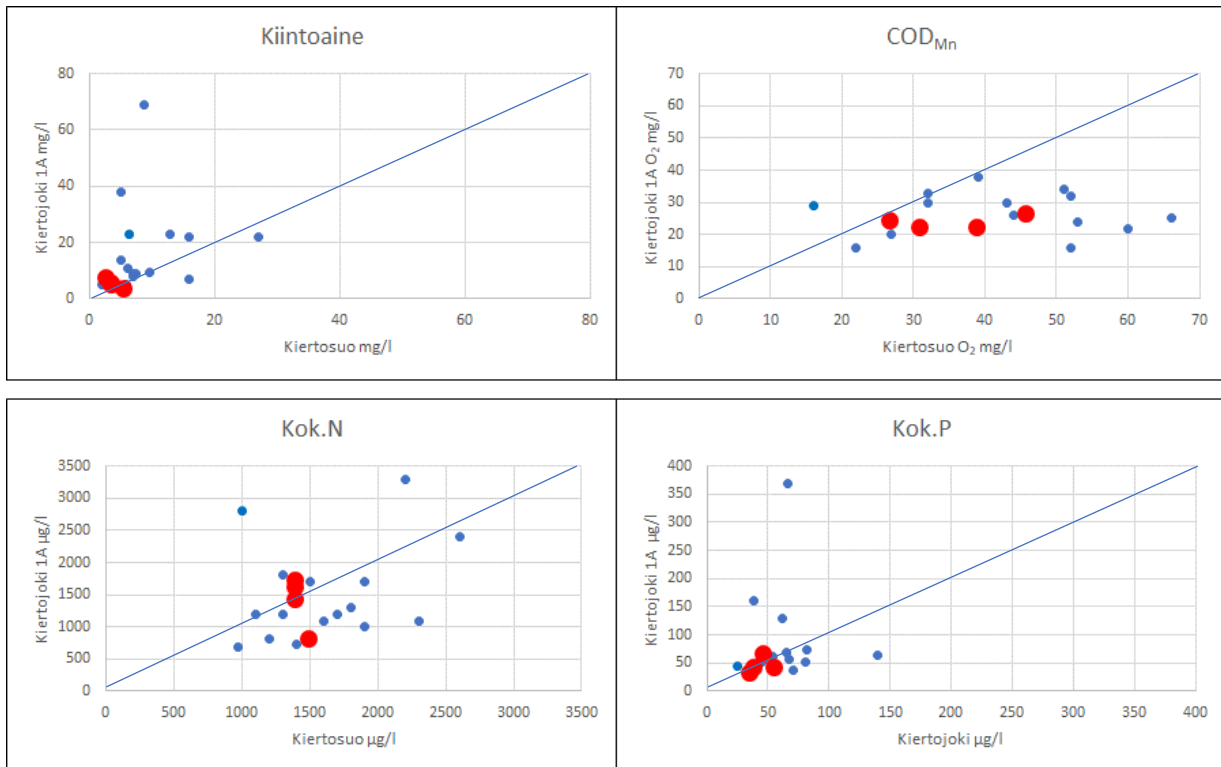 Kiintoaine
80
60
40
20
0
0 20 40 60 80
Kiertojoki 1A mg/l
Kiertosuo mg/l
COD_Mn
70
60
50
40
30
20
10
0
0 10 20 30 40 50 60 70
Kiertojoki 1A O₂ mg/l
Kiertosuo O₂ mg/l
Kok.N
3500
3000
2500
2000
1500
1000
500
0
0 500 1000 1500 2000 2500 3000 3500
Kiertojoki 1A µg/l
Kiertosuo µg/l
Kok.P
400
350
300
250
200
150
100
50
0
0 50 100 150 200 250 300 350 400
Kiertojoki 1A µg/l
Kiertojoki µg/l